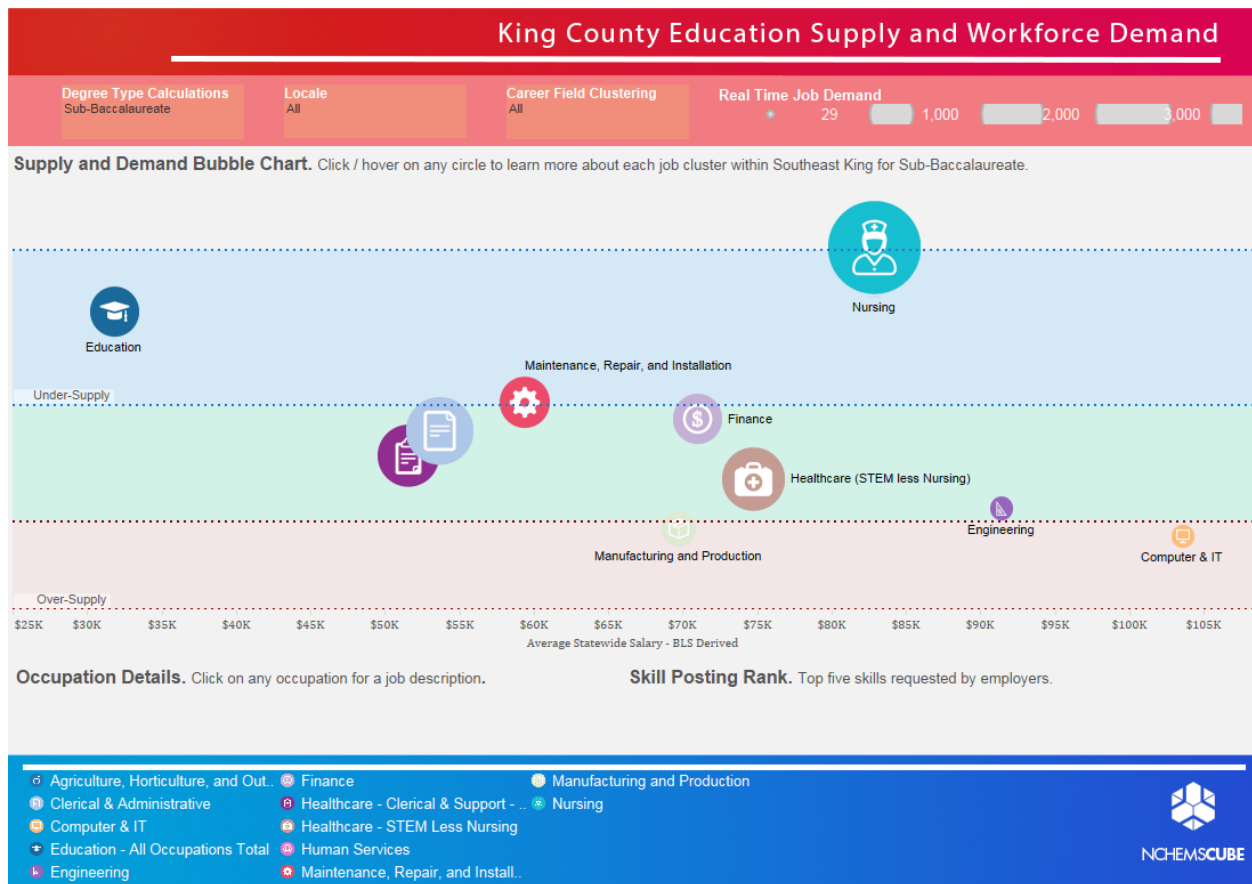 King County Education Supply and Workforce Demand
Degree Type Calculations
Sub-Baccalaureate
Locale
All
Career Field Clustering
All
Real Time Job Demand
29 1,000 2,000 3,000
Supply and Demand Bubble Chart. Click / hover on any circle to learn more about each job cluster within Southeast King for Sub-Baccalaureate.
Nursing
Education
Maintenance, Repair, and Installation
Under-Supply
Finance
Healthcare (STEM less Nursing)
Engineering
Manufacturing and Production
Computer & IT
Over-Supply
$25K $30K $35K $40K $45K $50K $55K $60K $65K $70K $75K $80K $85K $90K $95K $100K $105K
Average Statewide Salary - BLS Derived
Occupation Details. Click on any occupation for a job description.
Skill Posting Rank. Top five skills requested by employers.
Agriculture, Horticulture, and Out..
Clerical & Administrative
Computer & IT
Education - All Occupations Total
Engineering
Finance
Healthcare - Clerical & Support - ..
Healthcare - STEM Less Nursing
Human Services
Maintenance, Repair, and Install..
Manufacturing and Production
Nursing
NCHEMSCUBE